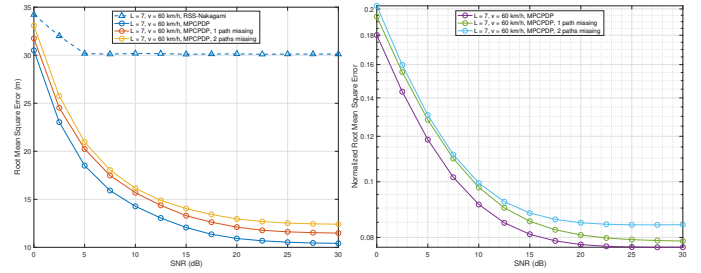 35
30
25
20
15
10
0
5
10
15
20
25
30
SNR (dB)
Root Mean Square Error (m)
L = 7, v = 60 km/h, RSS-Nakagami
L = 7, v = 60 km/h, MPCPDP
L = 7, v = 60 km/h, MPCPDP, 1 path missing
L = 7, v = 60 km/h, MPCPDP, 2 paths missing
0.2
0.18
0.16
0.14
0.12
0.1
0.08
0
5
10
15
20
25
30
SNR (dB)
Normalized Root Mean Square Error
L = 7, v = 60 km/h, MPCPDP
L = 7, v = 60 km/h, MPCPDP, 1 path missing
L = 7, v = 60 km/h, MPCPDP, 2 paths missing